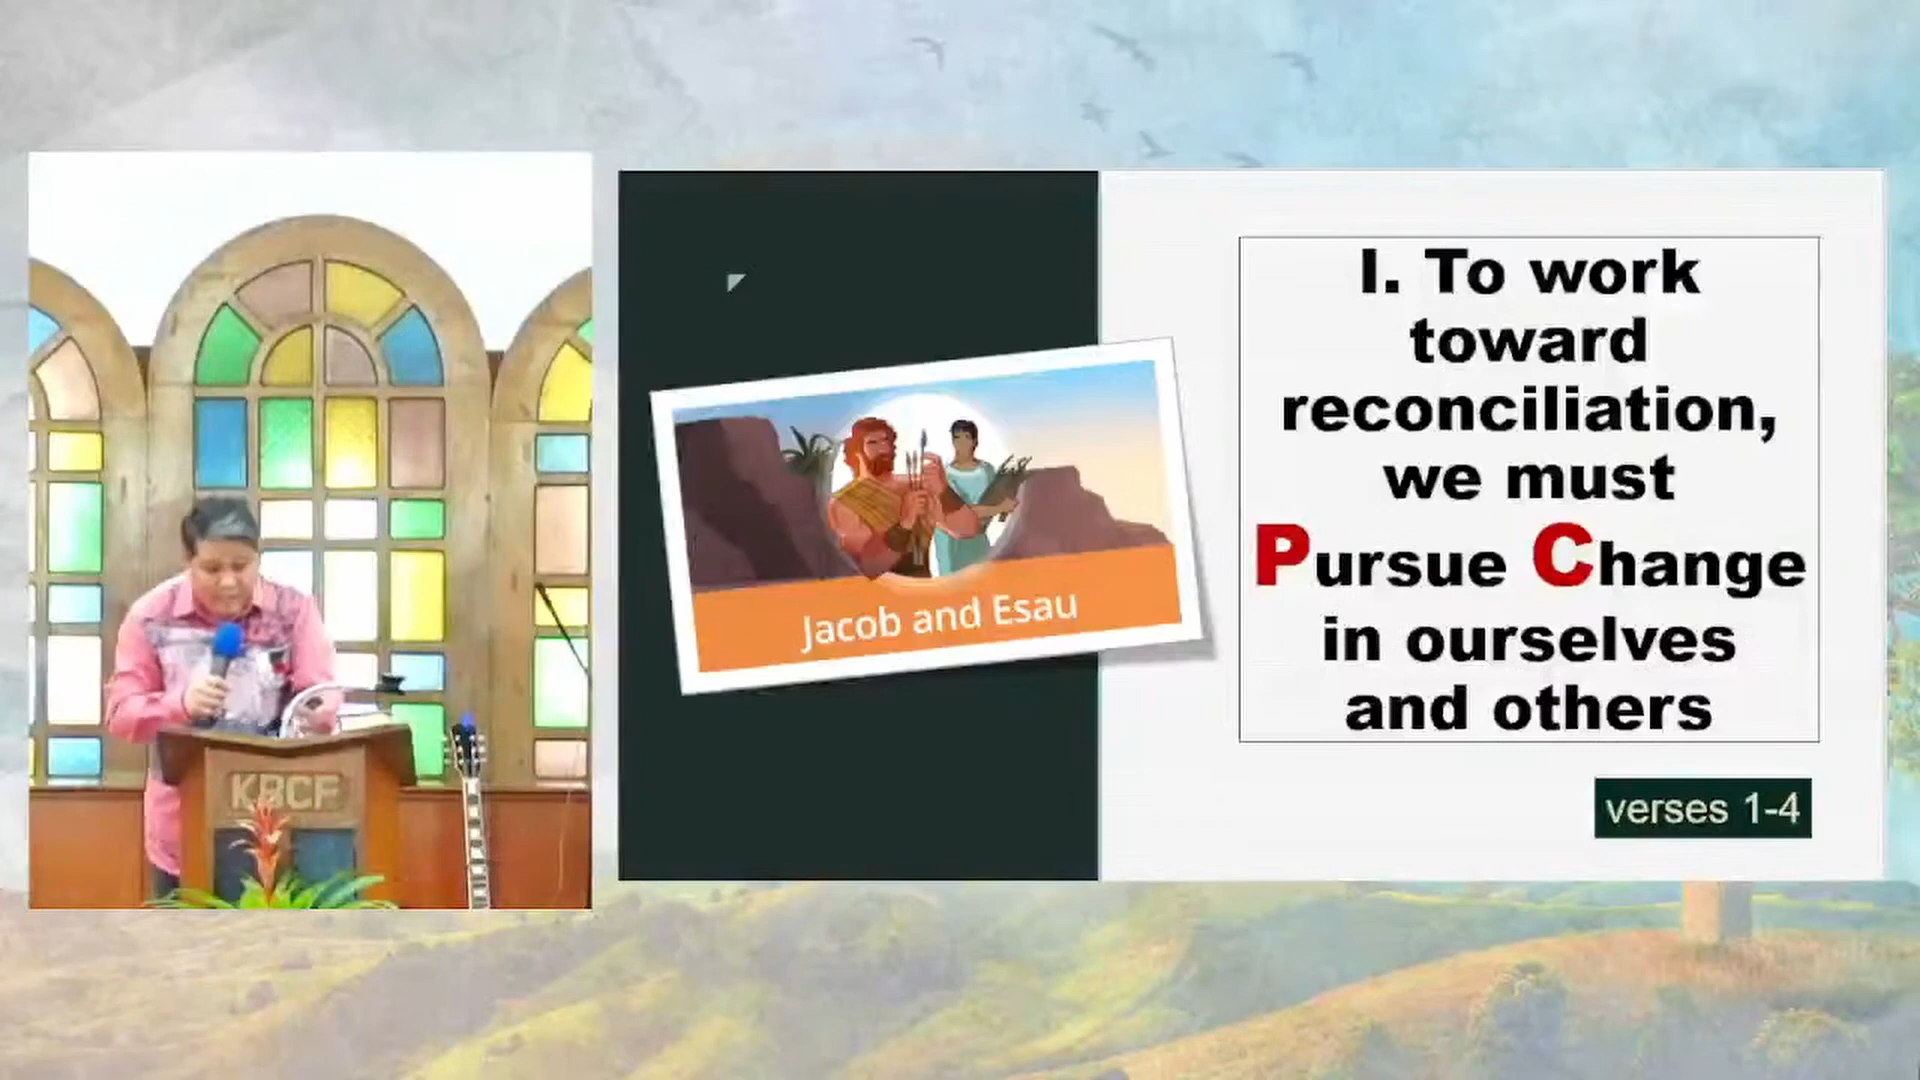 KBCF
Jacob and Esau
I. To work
toward
reconciliation,
we must
Pursue Change
in ourselves
and others
verses 1-4